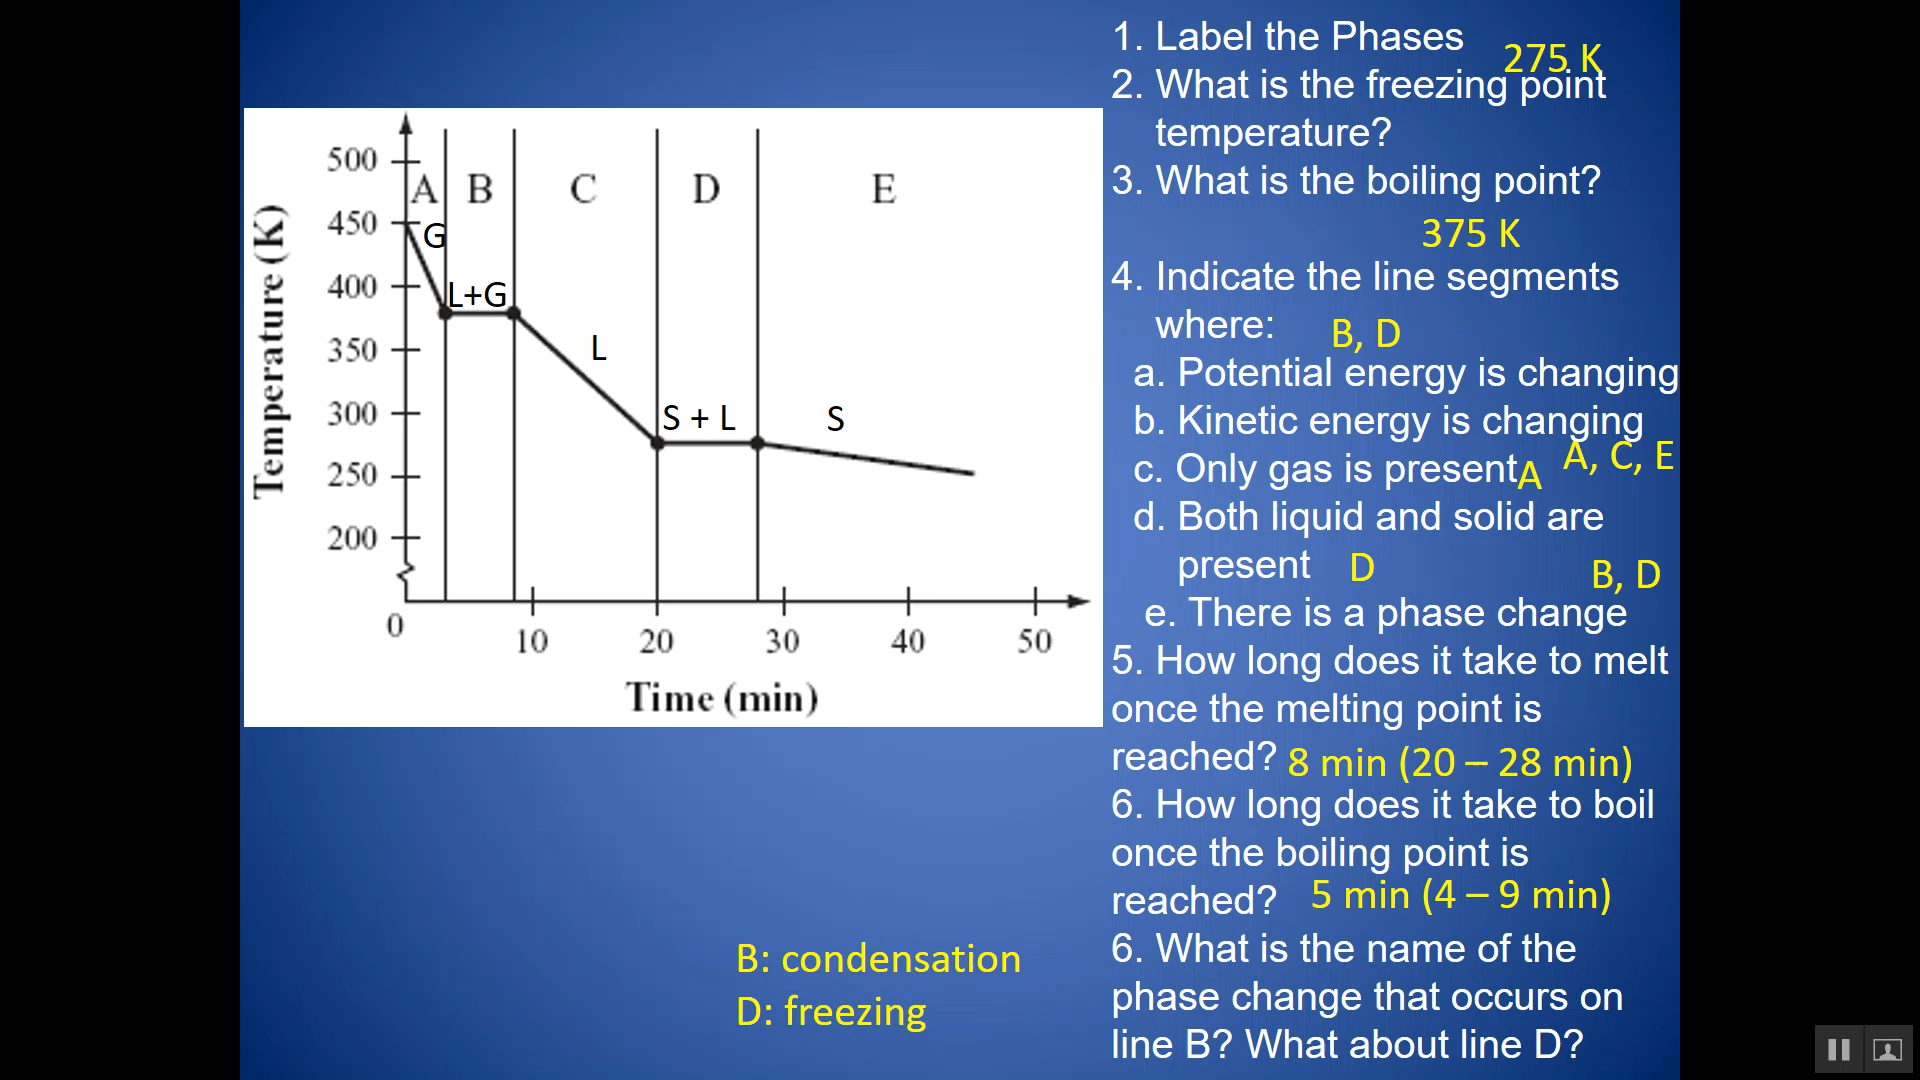 500
450
400
350
300
250
200
0
10
20
30
40
50
Temperature (K)
Time (min)
A
B
C
D
E
G
L+G
L
S + L
S
1. Label the Phases
275 K
2. What is the freezing point
temperature?
3. What is the boiling point?
375 K
4. Indicate the line segments
where:
B, D
a. Potential energy is changing
b. Kinetic energy is changing
A, C, E
c. Only gas is present
A
d. Both liquid and solid are
present
D
B, D
e. There is a phase change
5. How long does it take to melt
once the melting point is
reached?
8 min (20 – 28 min)
6. How long does it take to boil
once the boiling point is
reached?
5 min (4 – 9 min)
6. What is the name of the
phase change that occurs on
line B? What about line D?
B: condensation
D: freezing